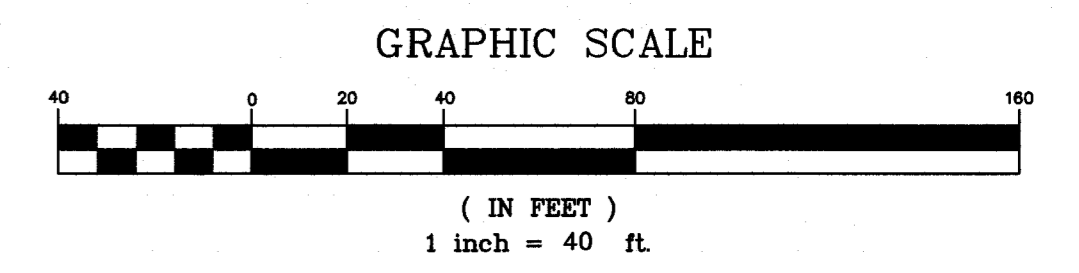 GRAPHIC SCALE
40 0 20 40 80 160
( IN FEET )
1 inch = 40 ft.